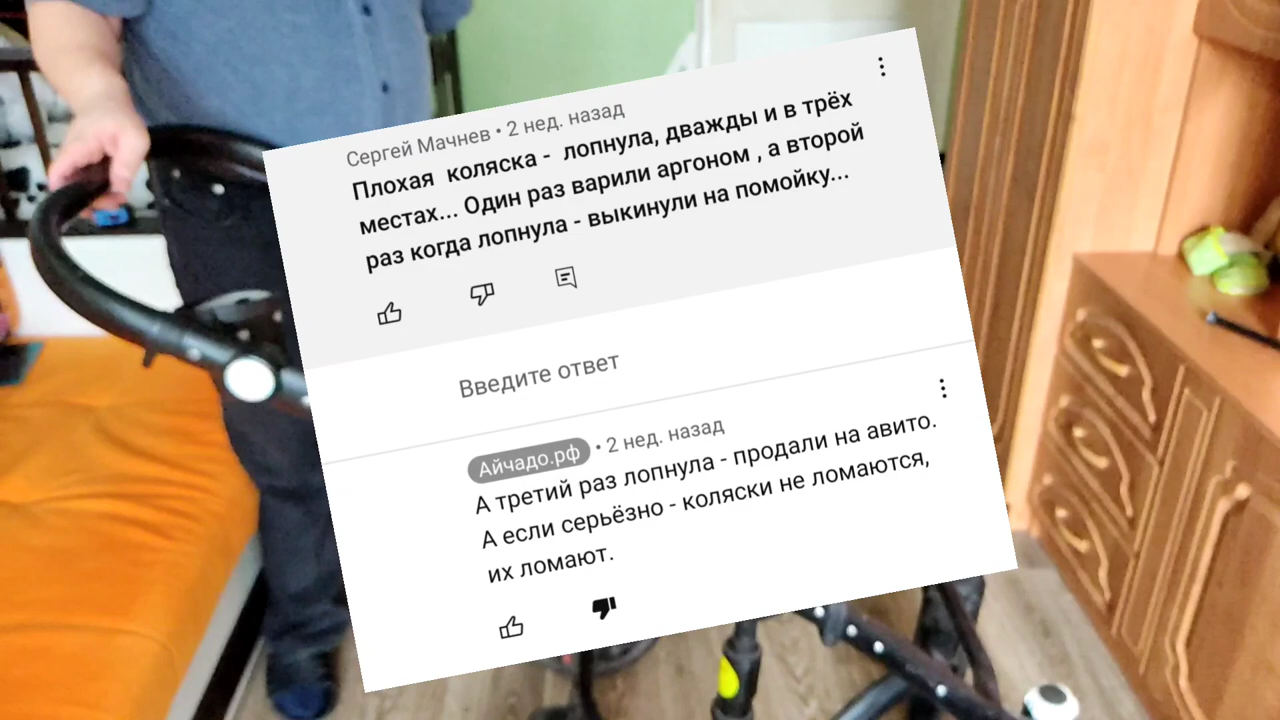 Сергей Мачнев • 2 нед. назад
Плохая коляска - лопнула, дважды и в трёх
местах... Один раз варили аргоном , а второй
раз когда лопнула - выкинули на помойку...
Введите ответ
Айчадо.рф • 2 нед. назад
А третий раз лопнула - продали на авито.
А если серьёзно - коляски не ломаются,
их ломают.